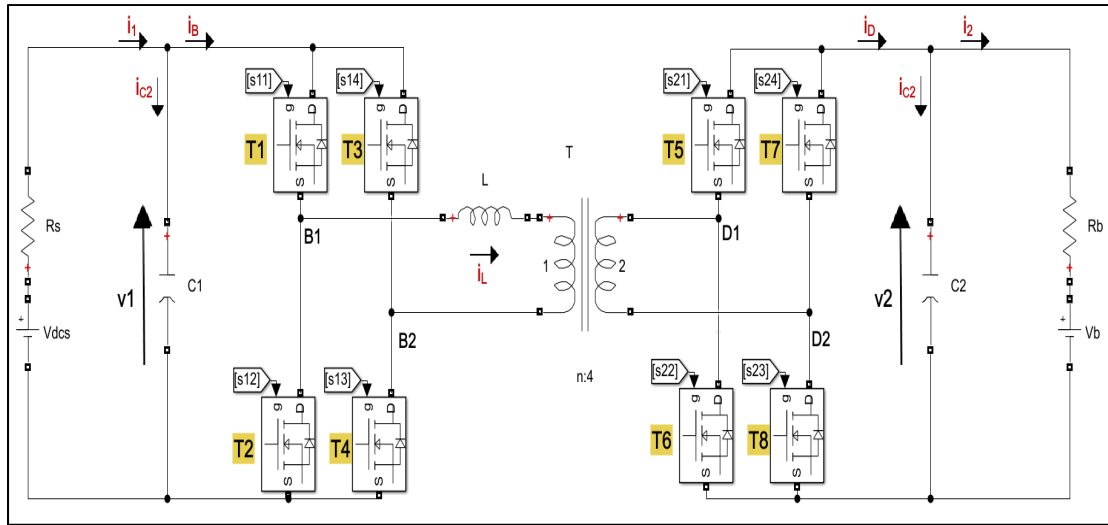 i1 iB iD i2
iC2 [s11] [s14] [s21] [s24] iC2
g D g D g D g D
T1 T3 T T5 T7
S S S S
L
Rs B1 D1 Rb
+ + + + +
1 2
iL
v1 C1 v2 C2
+ Vdcs B2 D2 + Vb
n:4
[s12] [s13] [s22] [s23]
g D g D g D g D
T2 T4 T6 T8
S S S S